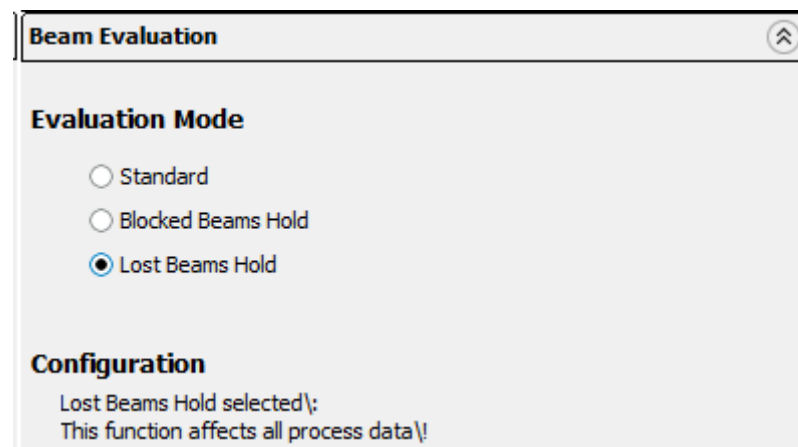 Beam Evaluation
Evaluation Mode
Standard
Blocked Beams Hold
Lost Beams Hold
Configuration
Lost Beams Hold selected\:
This function affects all process data\!